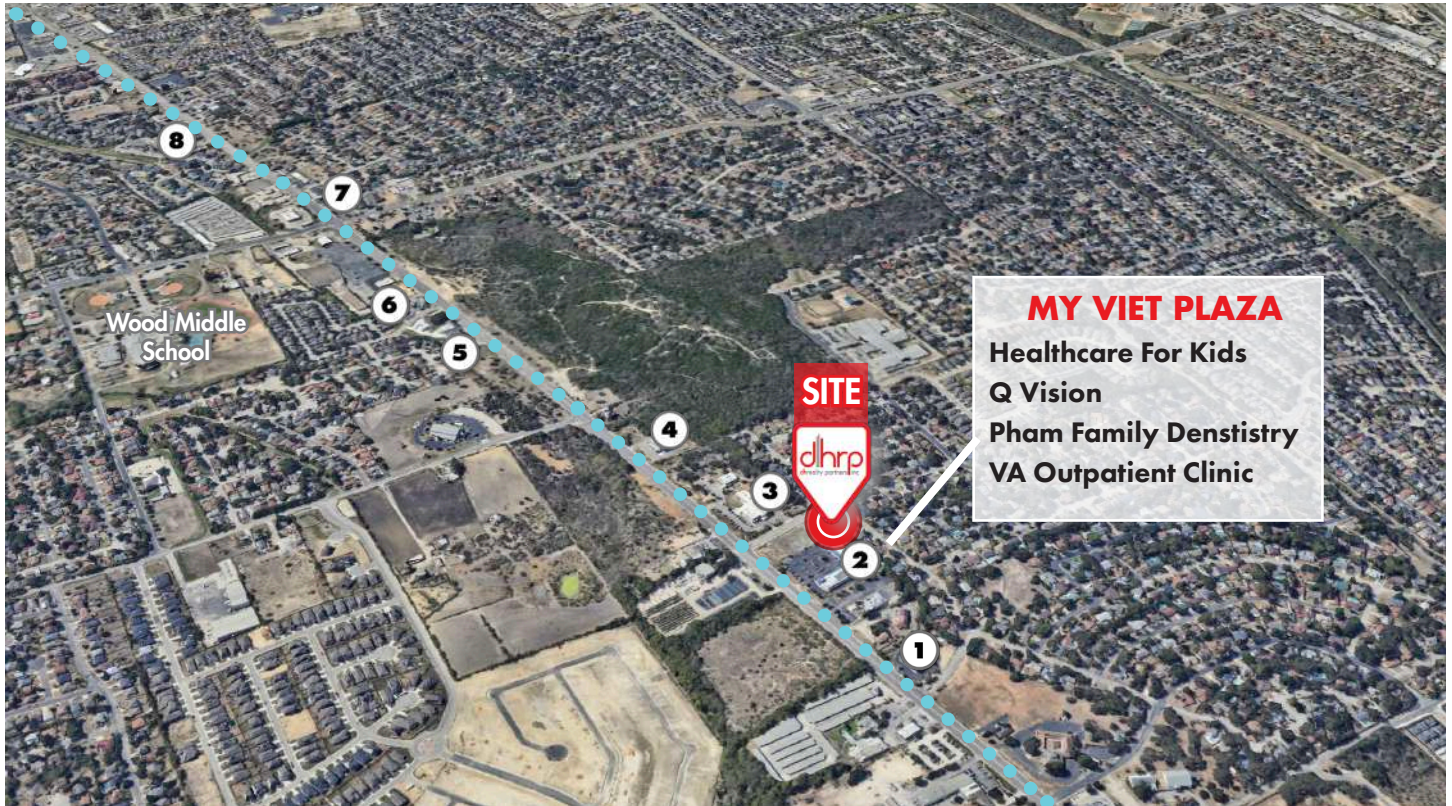 8
7
6
5
Wood Middle
School
4
3
SITE
dhrp
2
1
MY VIET PLAZA
Healthcare For Kids
Q Vision
Pham Family Denstistry
VA Outpatient Clinic